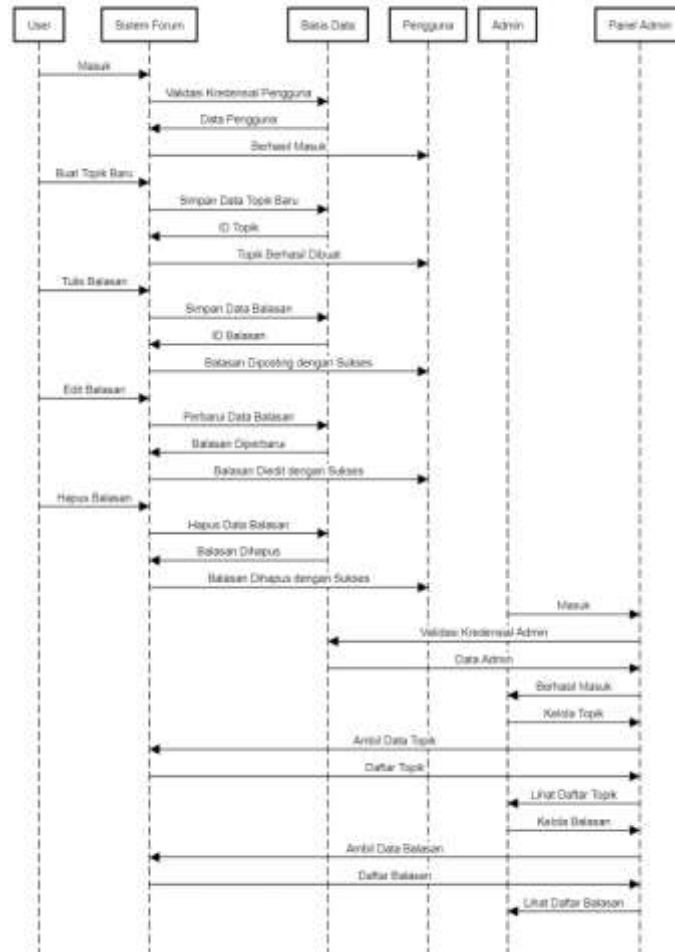 User
Sistem Forum
Basis Data
Pengguna
Admin
Panel Admin
Masuk
Validasi Kredensial Pengguna
Data Pengguna
Berhasil Masuk
Buat Topik Baru
Simpan Data Topik Baru
ID Topik
Topik Berhasil Dibuat
Tulis Balasan
Simpan Data Balasan
ID Balasan
Balasan Diposting dengan Sukses
Edit Balasan
Perbarui Data Balasan
Balasan Diperbarui
Balasan Diedit dengan Sukses
Hapus Balasan
Hapus Data Balasan
Balasan Dihapus
Balasan Dihapus dengan Sukses
Masuk
Validasi Kredensial Admin
Data Admin
Berhasil Masuk
Kelola Topik
Ambil Data Topik
Daftar Topik
Lihat Daftar Topik
Kelola Balasan
Ambil Data Balasan
Daftar Balasan
Lihat Daftar Balasan